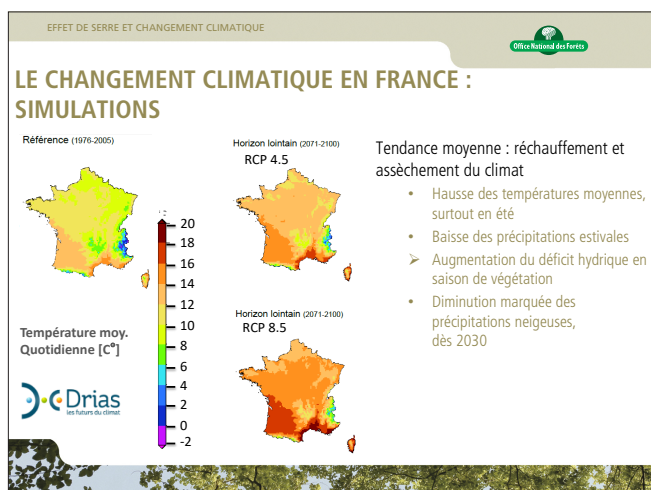 EFFET DE SERRE ET CHANGEMENT CLIMATIQUE
Office National des Forêts
LE CHANGEMENT CLIMATIQUE EN FRANCE :
SIMULATIONS
Référence (1976-2005)
Horizon lointain (2071-2100)
RCP 4.5
20
18
16
14
12
10
8
6
4
2
0
-2
Horizon lointain (2071-2100)
RCP 8.5
Température moy.
Quotidienne [C°]
Drias
les futurs du climat
Tendance moyenne : réchauffement et
assèchement du climat
• Hausse des températures moyennes,
surtout en été
• Baisse des précipitations estivales
➢ Augmentation du déficit hydrique en
saison de végétation
• Diminution marquée des
précipitations neigeuses,
dès 2030